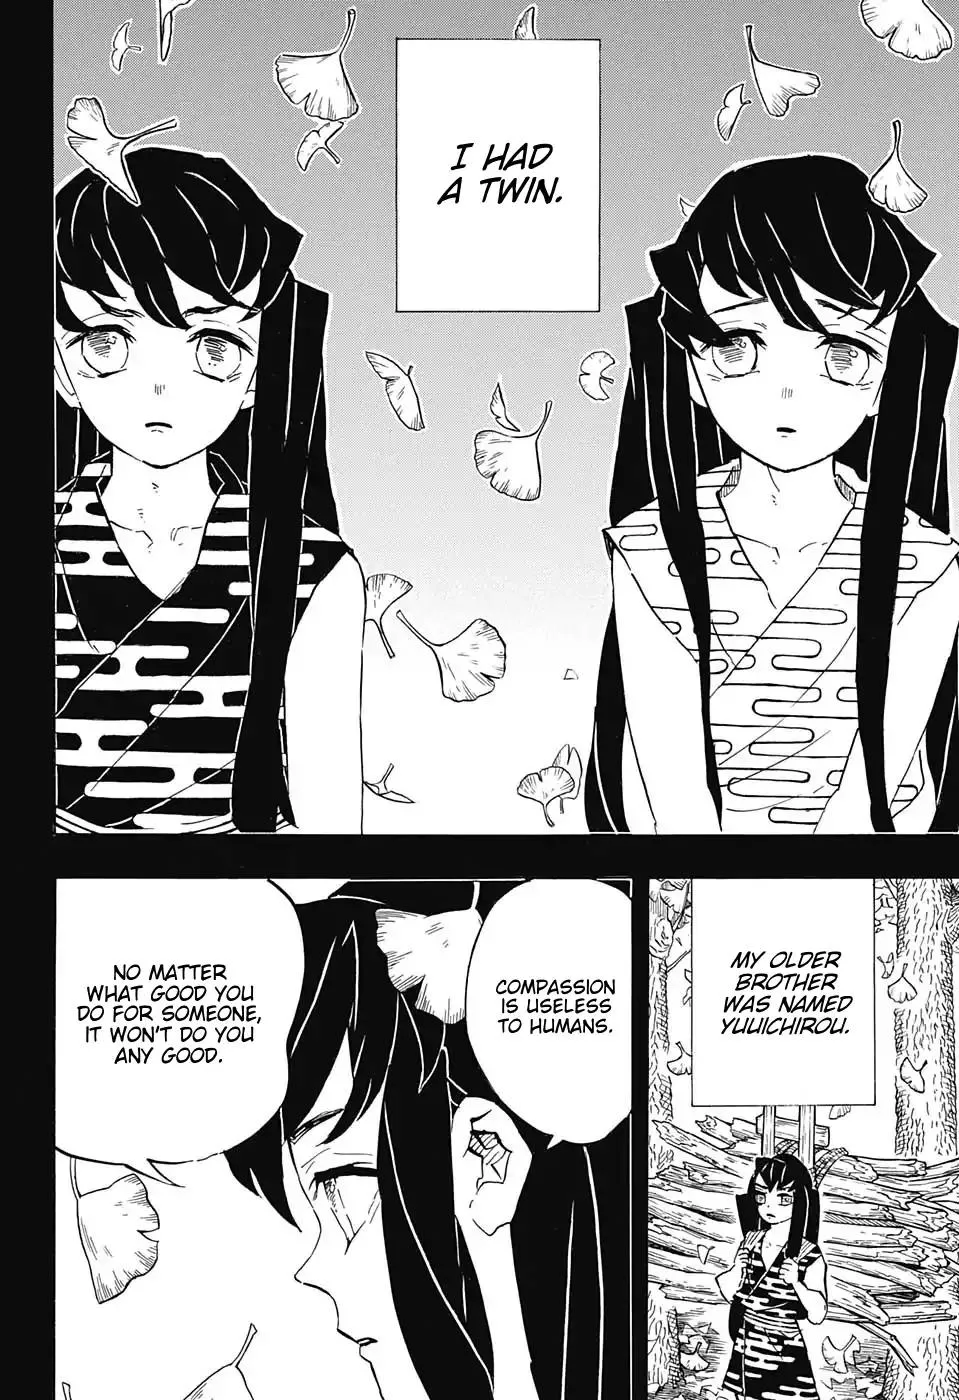 I HAD
A TWIN.
MY OLDER
BROTHER
WAS NAMED
YUUICHIROU.
COMPASSION
IS USELESS
TO HUMANS.
NO MATTER
WHAT GOOD YOU
DO FOR SOMEONE,
IT WON'T DO YOU
ANY GOOD.